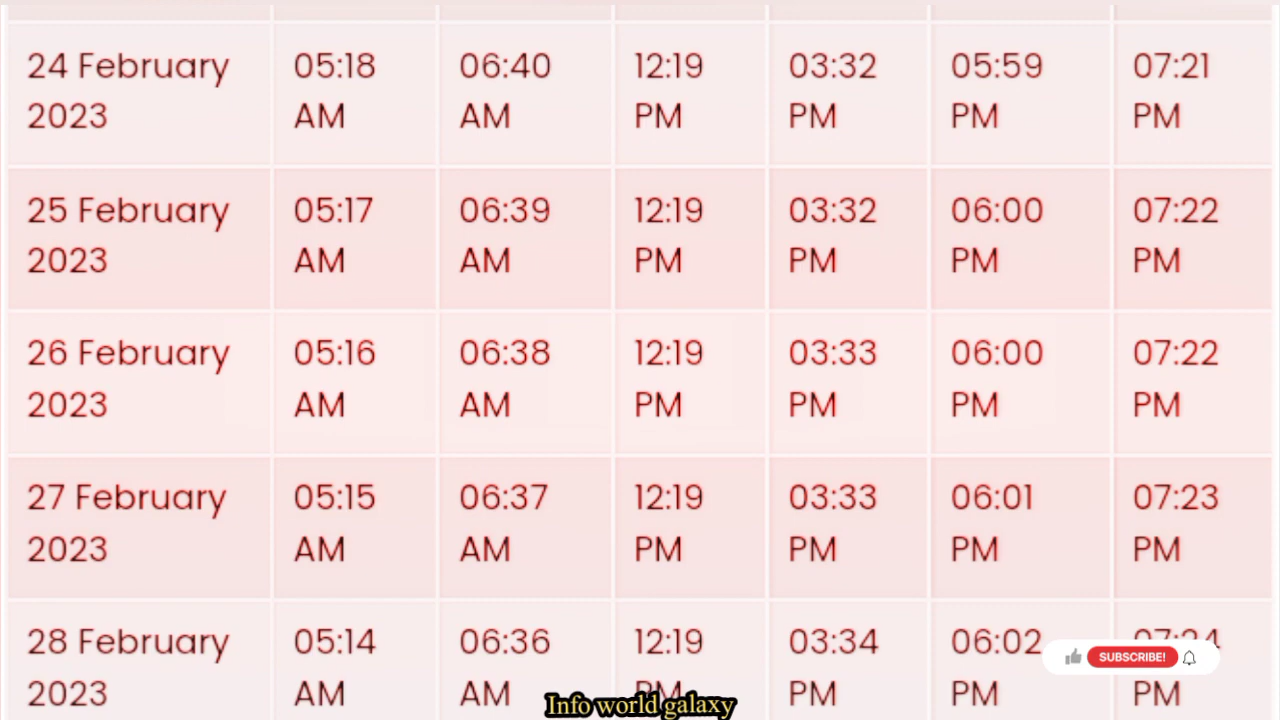 24 February 05:18 06:40 12:19 03:32 05:59 07:21
2023 AM AM PM PM PM PM
25 February 05:17 06:39 12:19 03:32 06:00 07:22
2023 AM AM PM PM PM PM
26 February 05:16 06:38 12:19 03:33 06:00 07:22
2023 AM AM PM PM PM PM
27 February 05:15 06:37 12:19 03:33 06:01 07:23
2023 AM AM PM PM PM PM
28 February 05:14 06:36 12:19 03:34 06:02 07:24
SUBSCRIBE!
2023 AM AM PM PM PM PM
Info world galaxy